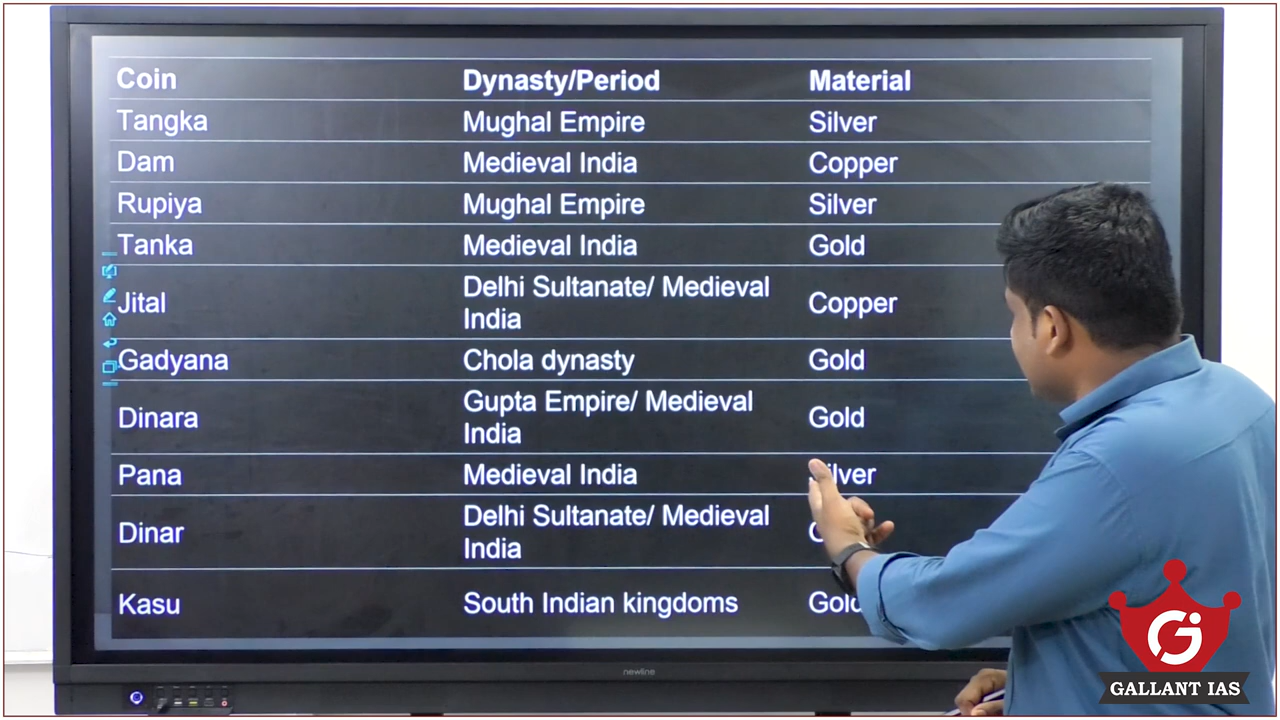 Coin Dynasty/Period Material
Tangka Mughal Empire Silver
Dam Medieval India Copper
Rupiya Mughal Empire Silver
Tanka Medieval India Gold
Jital Delhi Sultanate/ Medieval India Copper
Gadyana Chola dynasty Gold
Dinara Gupta Empire/ Medieval India Gold
Pana Medieval India Silver
Dinar Delhi Sultanate/ Medieval India
Kasu South Indian kingdoms Gold
newline
GALLANT IAS